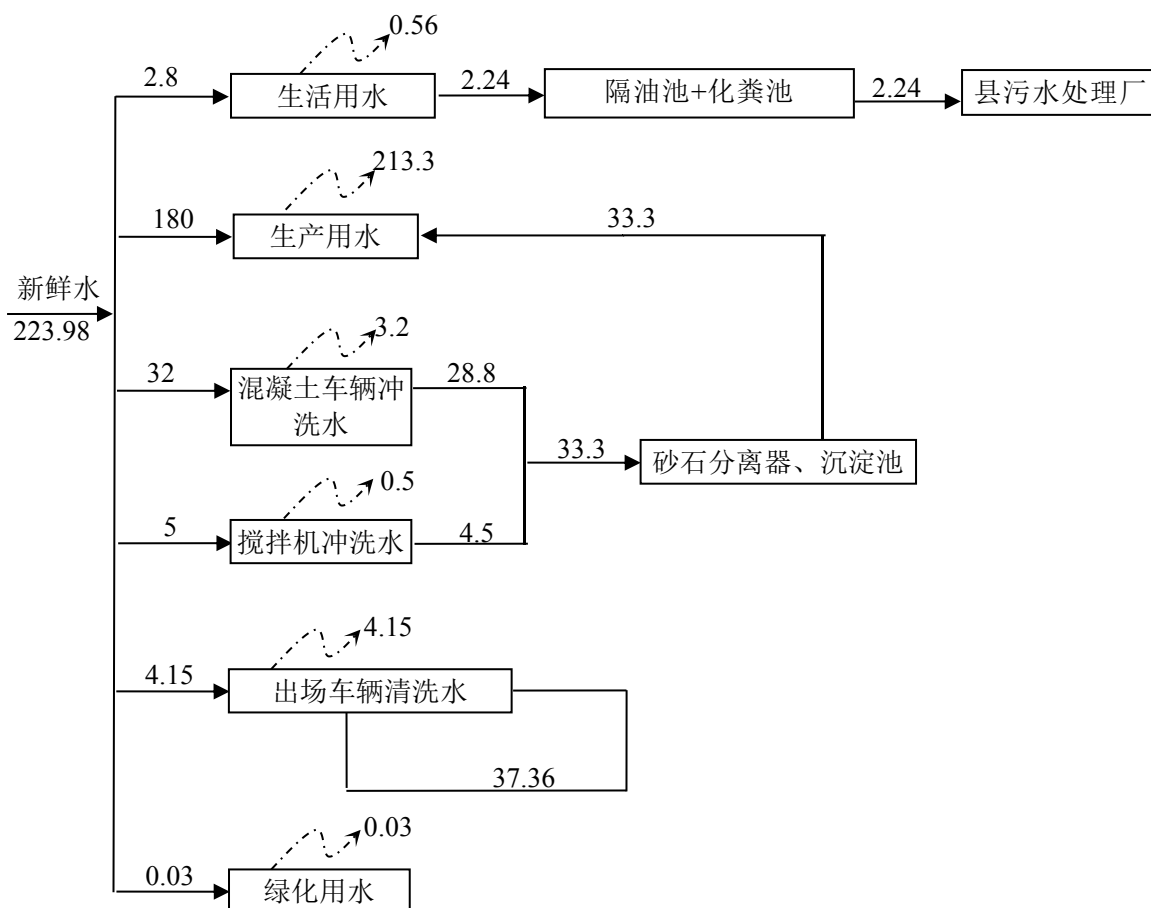 0.56
2.8
生活用水
2.24
隔油池+化粪池
2.24
县污水处理厂
213.3
180
生产用水
33.3
新鲜水
223.98
3.2
32
混凝土车辆冲
洗水
28.8
33.3
砂石分离器、沉淀池
0.5
5
搅拌机冲洗水
4.5
4.15
4.15
出场车辆清洗水
37.36
0.03
0.03
绿化用水